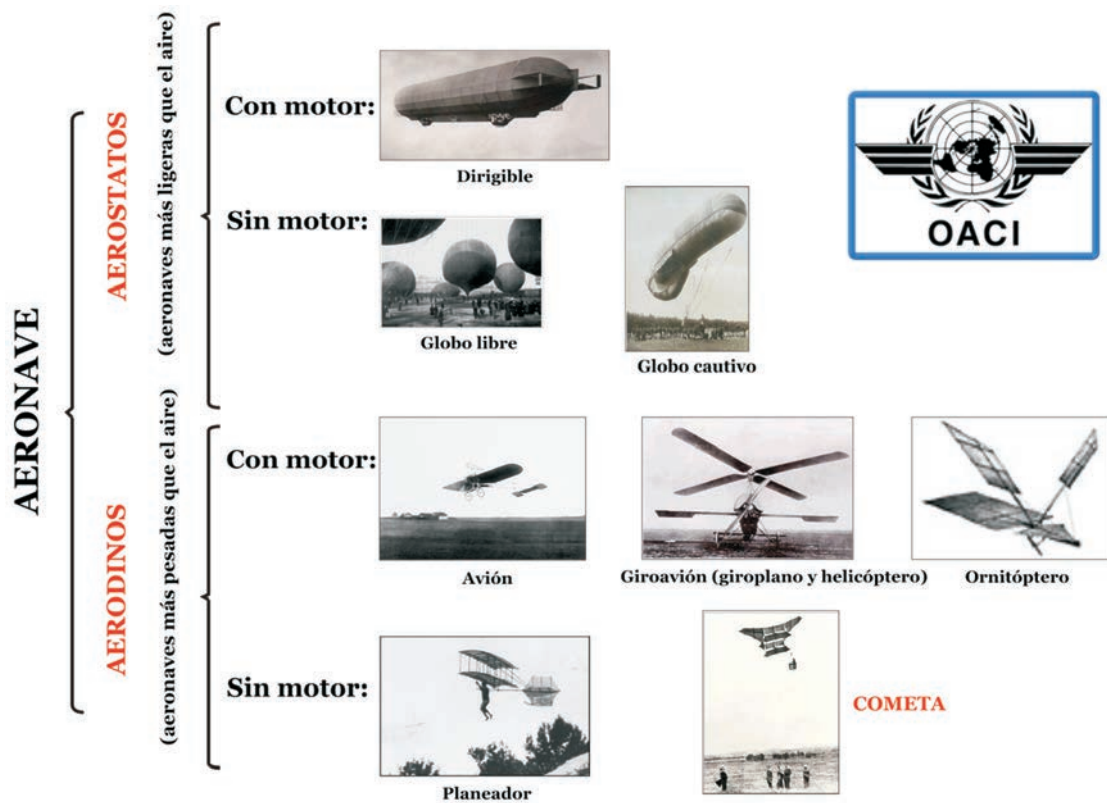 AERONAVE
AEROSTATOS
(aeronaves más ligeras que el aire)
Con motor:
Dirigible
Sin motor:
Globo libre
Globo cautivo
OACI
AERODINOS
(aeronaves más pesadas que el aire)
Con motor:
Avión
Giroavión (giroplano y helicóptero)
Ornitóptero
Sin motor:
Planeador
COMETA